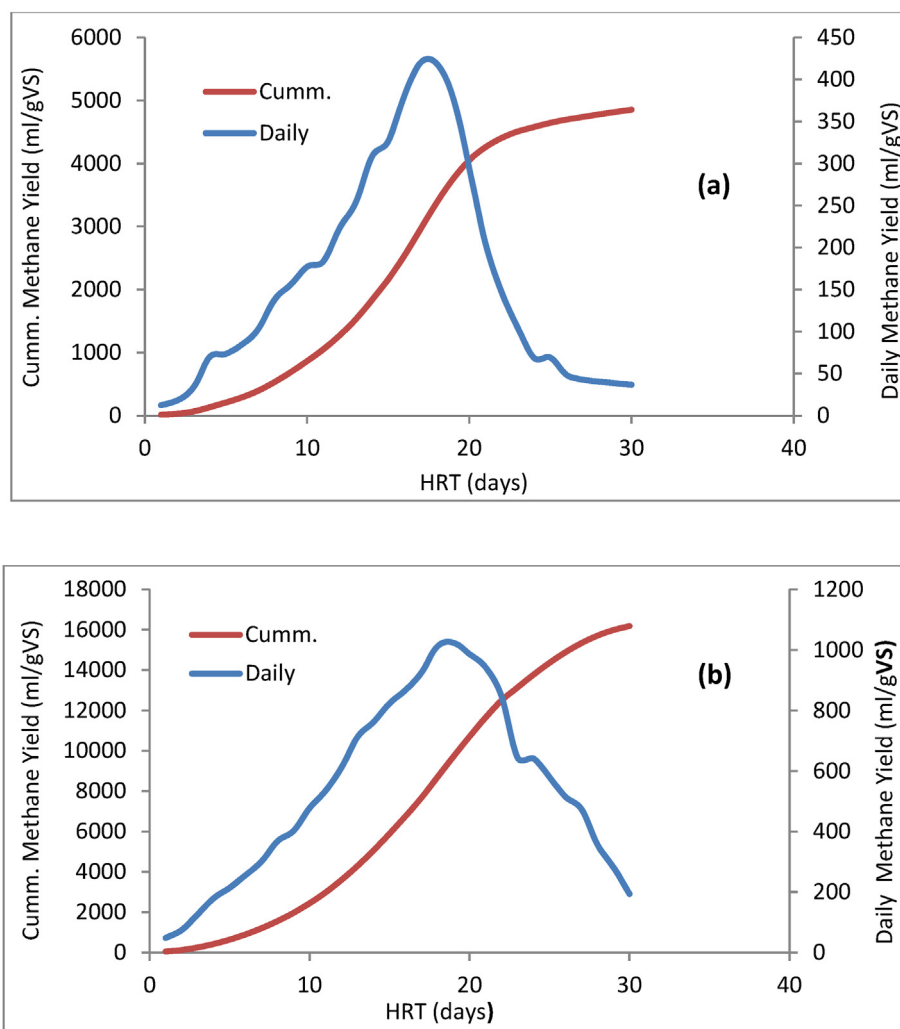 6000
5000
4000
3000
2000
1000
0
Cumm. Methane Yield (ml/gVS)
Cumm.
Daily
(a)
450
400
350
300
250
200
150
100
50
0
Daily Methane Yield (ml/gVS)
0 10 20 30 40
HRT (days)
18000
16000
14000
12000
10000
8000
6000
4000
2000
0
Cumm. Methane Yield (ml/gVS)
Cumm.
Daily
(b)
1200
1000
800
600
400
200
0
Daily Methane Yield (ml/gVS)
0 10 20 30 40
HRT (days)